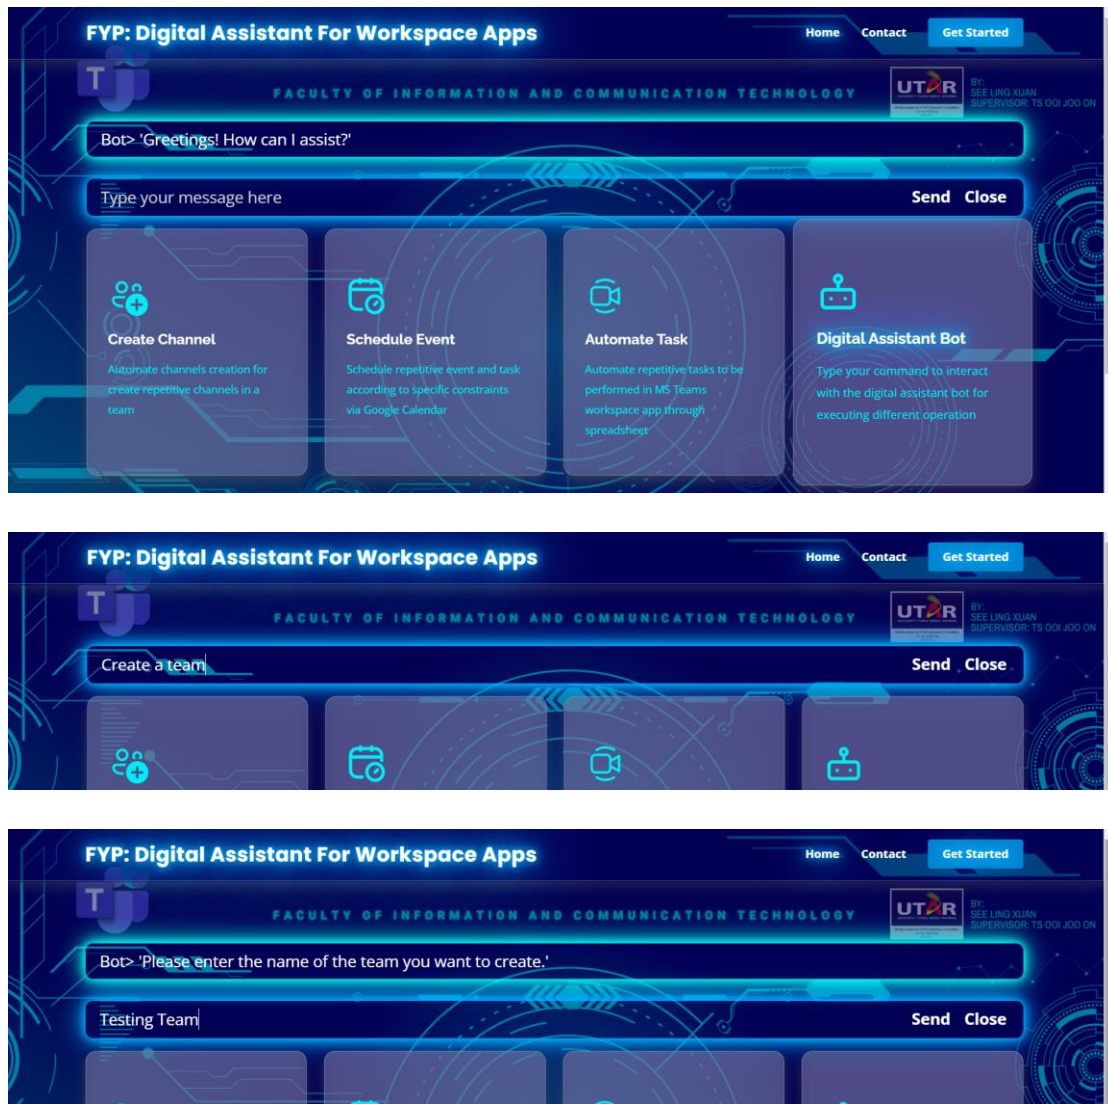 FYP: Digital Assistant For Workspace Apps
Home Contact Get Started
T
FACULTY OF INFORMATION AND COMMUNICATION TECHNOLOGY
UTAR
BY:
SEE LING XUAN
SUPERVISOR: TS OOI JOO ON
Bot> 'Greetings! How can I assist?'
Type your message here
Send Close
Create Channel
Automate channels creation for
create repetitive channels in a
team
Schedule Event
Schedule repetitive event and task
according to specific constraints
via Google Calendar
Automate Task
Automate repetitive tasks to be
performed in MS Teams
workspace app through
spreadsheet
Digital Assistant Bot
Type your command to interact
with the digital assistant bot for
executing different operation
FYP: Digital Assistant For Workspace Apps
Home Contact Get Started
T
FACULTY OF INFORMATION AND COMMUNICATION TECHNOLOGY
UTAR
BY:
SEE LING XUAN
SUPERVISOR: TS OOI JOO ON
Create a team
Send Close
FYP: Digital Assistant For Workspace Apps
Home Contact Get Started
T
FACULTY OF INFORMATION AND COMMUNICATION TECHNOLOGY
UTAR
BY:
SEE LING XUAN
SUPERVISOR: TS OOI JOO ON
Bot> 'Please enter the name of the team you want to create.'
Testing Team
Send Close